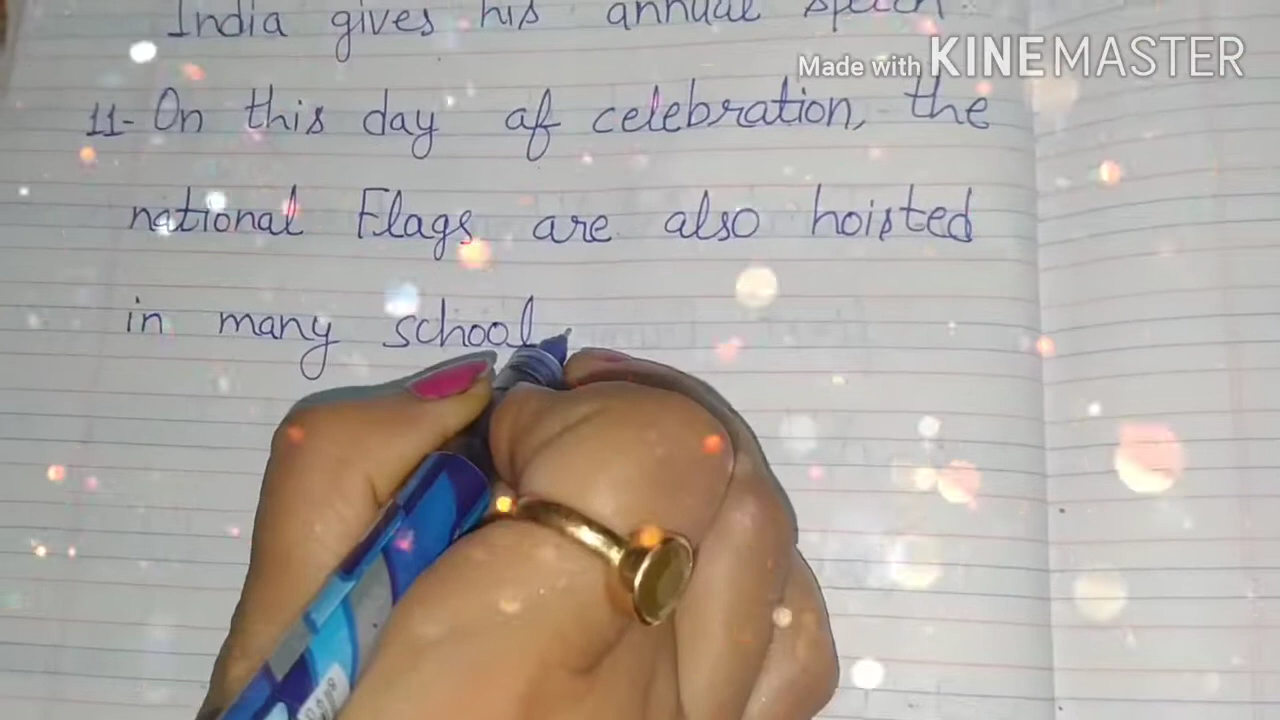 India gives his annual speech
Made with KINEMASTER
11- On this day of celebration, the
national Flags are also hoisted
in many school